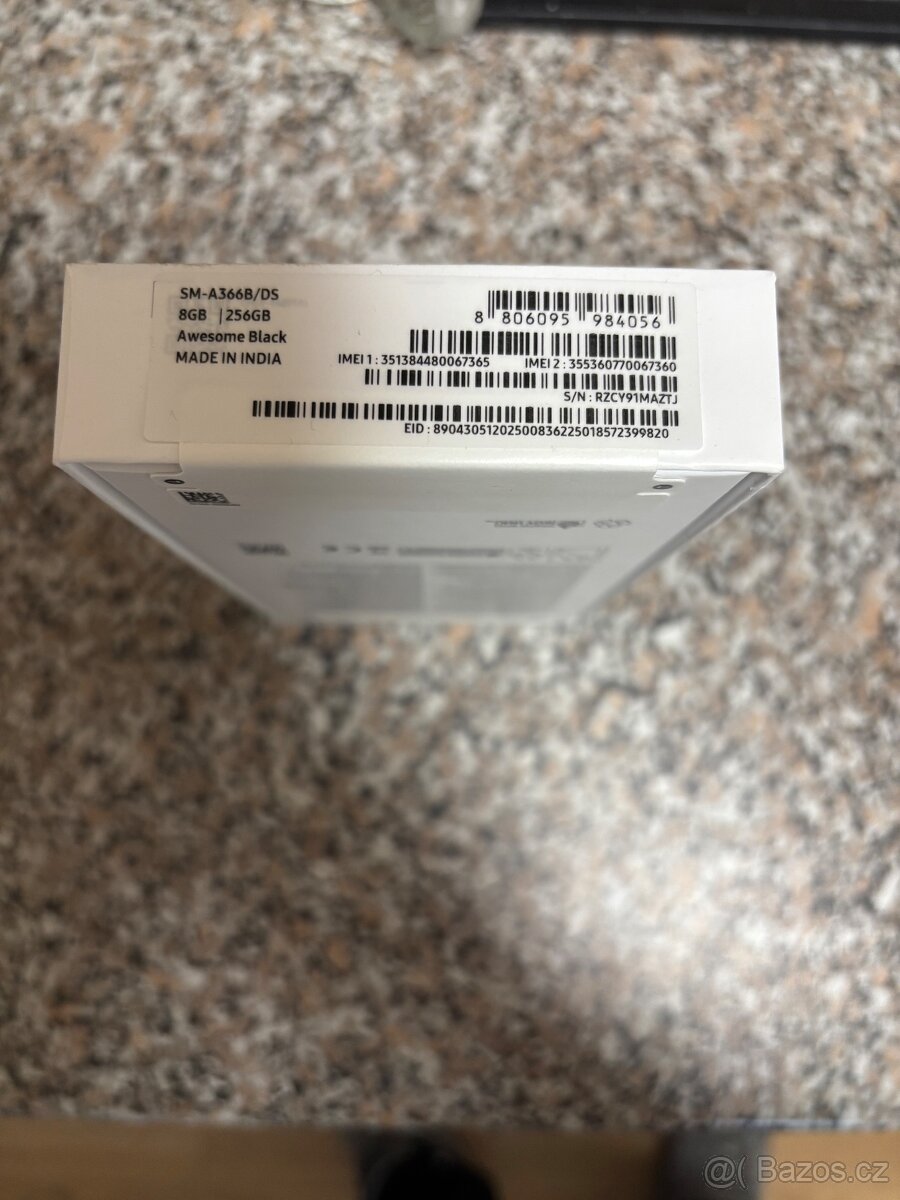 SM-A366B/DS
8GB | 256GB
Awesome Black
MADE IN INDIA
8 806095 984056
IMEI 1 : 351384480067365 IMEI 2 : 355360770067360
S/N : RZCY91MAZTJ
EID : 89043051202500836225018572399820
@( Bazos.cz